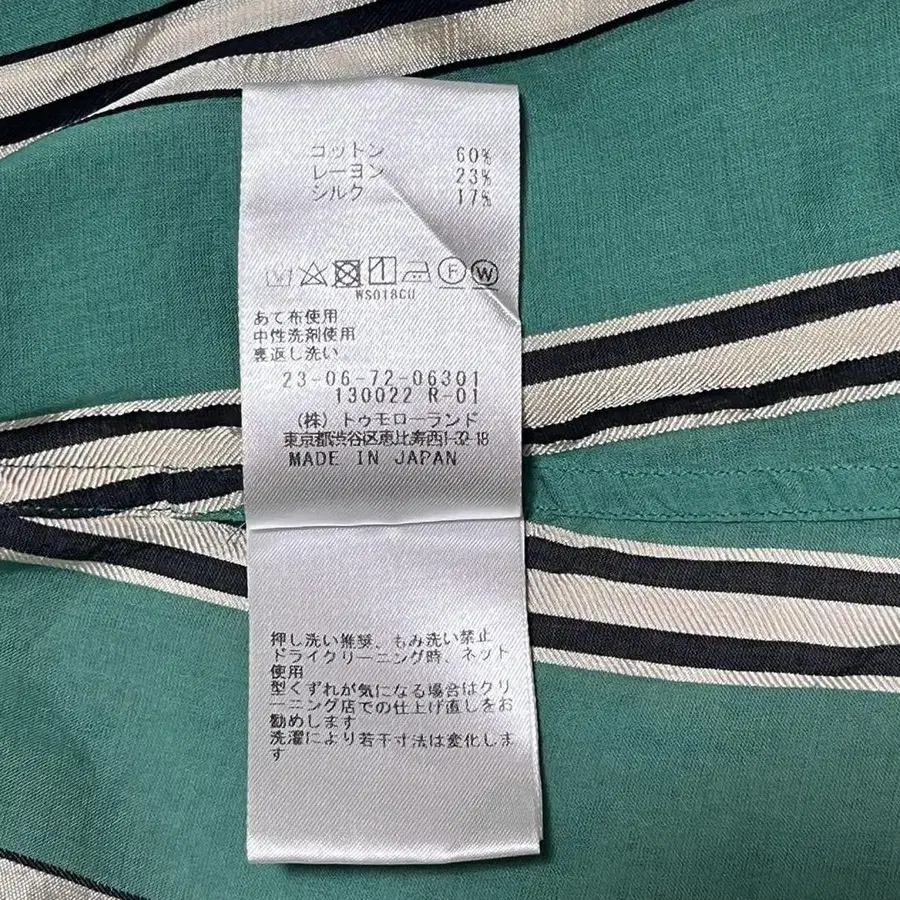 コットン 60%
レーヨン 23%
シルク 17%
WS018CU
あて布使用
中性洗剤使用
裏返し洗い
23-06-72-06301
130022 R-01
(株) トゥモローランド
東京都渋谷区恵比寿西1-32-18
MADE IN JAPAN
押し洗い推奨、もみ洗い禁止
ドライクリーニング時、ネット
使用
型くずれが気になる場合はクリ
ーニング店での仕上げ直しをお
勧めします
洗濯により若干寸法は変化しま
す